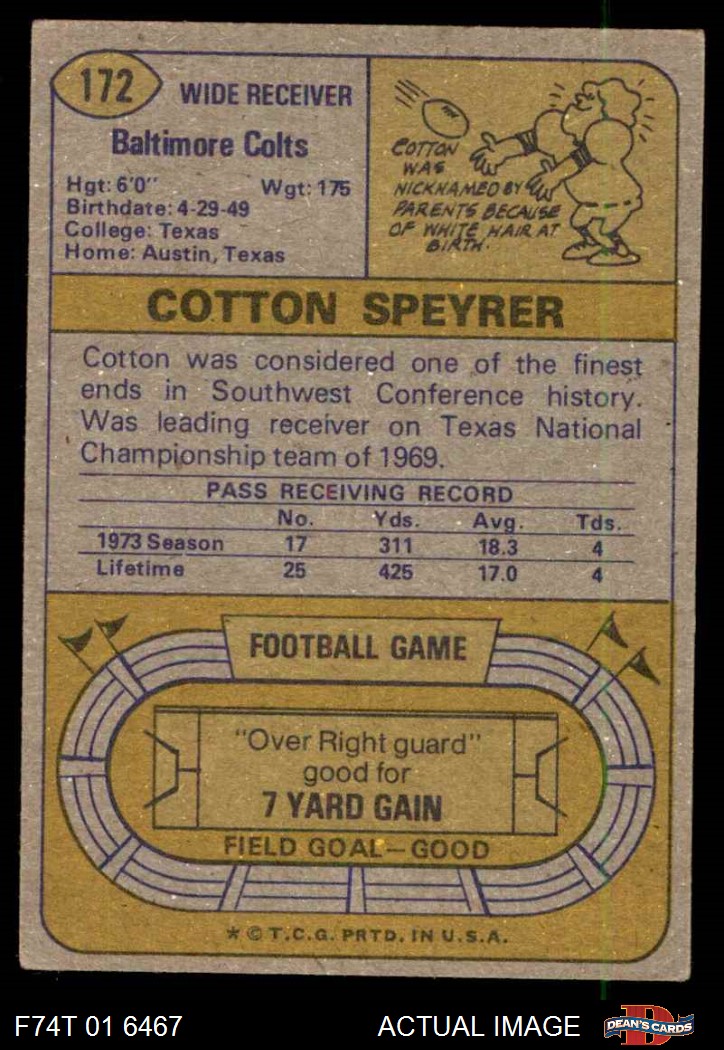 172
WIDE RECEIVER
Baltimore Colts
Hgt: 6'0" Wgt: 175
Birthdate: 4-29-49
College: Texas
Home: Austin, Texas
COTTON
WAS
NICKNAMED BY
PARENTS BECAUSE
OF WHITE HAIR AT
BIRTH.
COTTON SPEYRER
Cotton was considered one of the finest
ends in Southwest Conference history.
Was leading receiver on Texas National
Championship team of 1969.
PASS RECEIVING RECORD
No. Yds. Avg. Tds.
1973 Season 17 311 18.3 4
Lifetime 25 425 17.0 4
FOOTBALL GAME
"Over Right guard"
good for
7 YARD GAIN
FIELD GOAL—GOOD
* © T.C.G. PRTD. IN U.S.A.
F74T 01 6467 ACTUAL IMAGE
DEAN'S CARDS